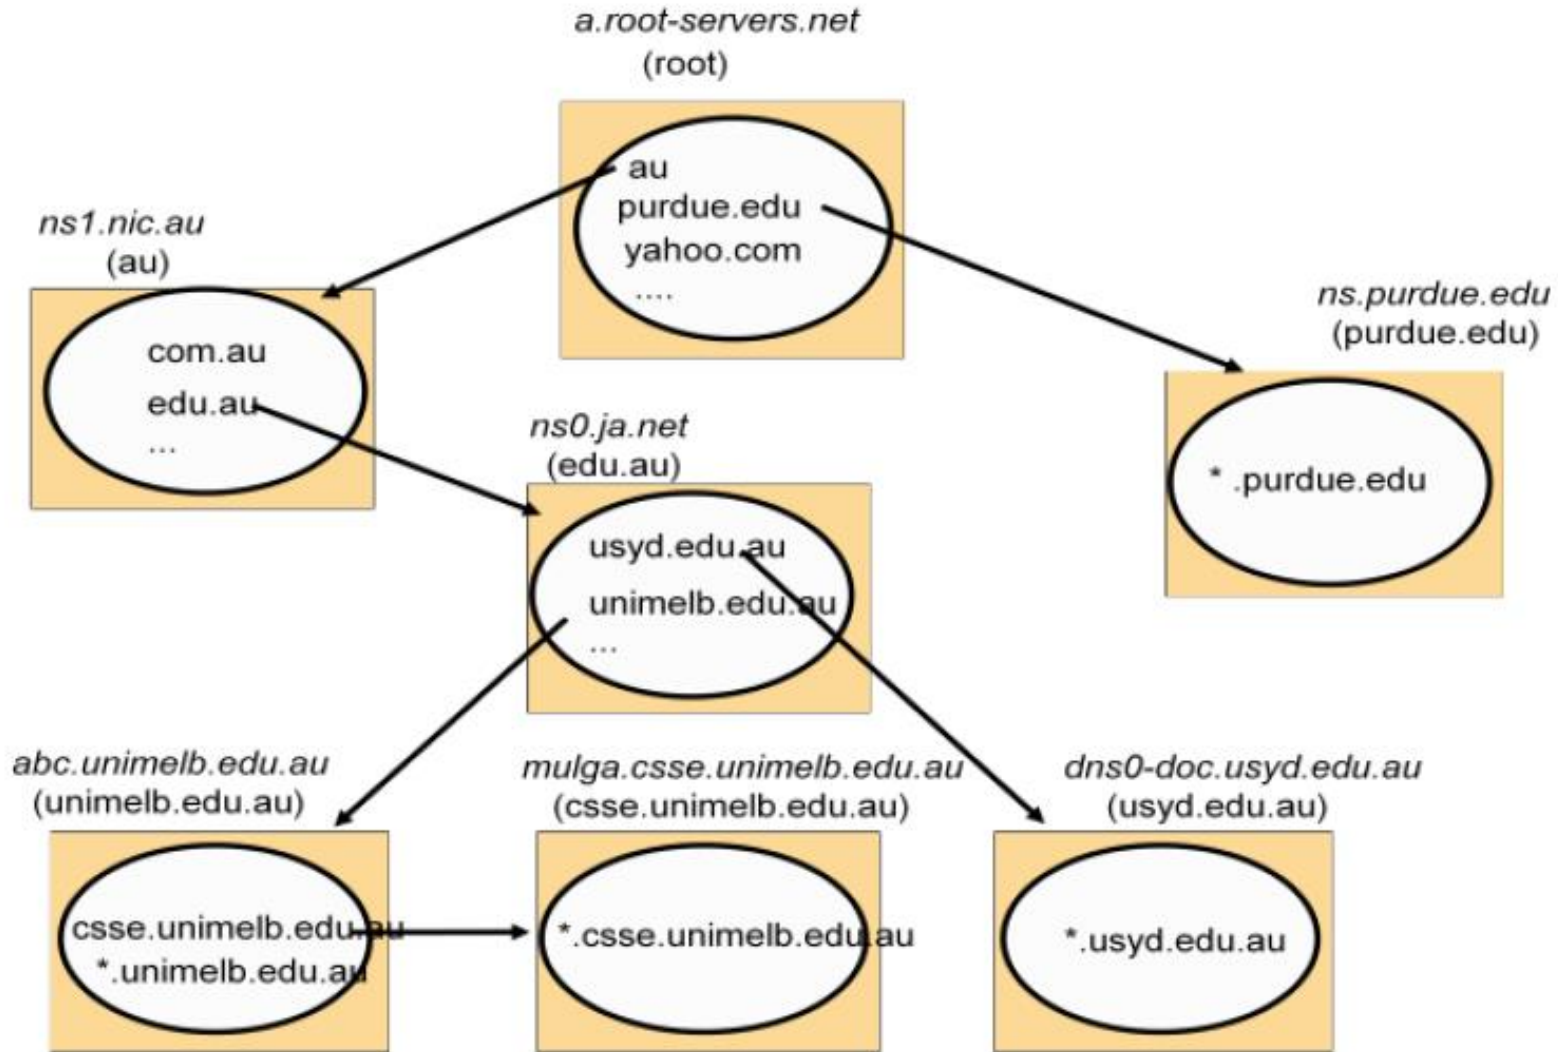 a.root-servers.net
(root)
au
purdue.edu
yahoo.com
....
ns1.nic.au
(au)
com.au
edu.au
...
ns.purdue.edu
(purdue.edu)
* .purdue.edu
ns0.ja.net
(edu.au)
usyd.edu.au
unimelb.edu.au
...
abc.unimelb.edu.au
(unimelb.edu.au)
csse.unimelb.edu.au
*.unimelb.edu.au
mulga.csse.unimelb.edu.au
(csse.unimelb.edu.au)
*.csse.unimelb.edu.au
dns0-doc.usyd.edu.au
(usyd.edu.au)
*.usyd.edu.au